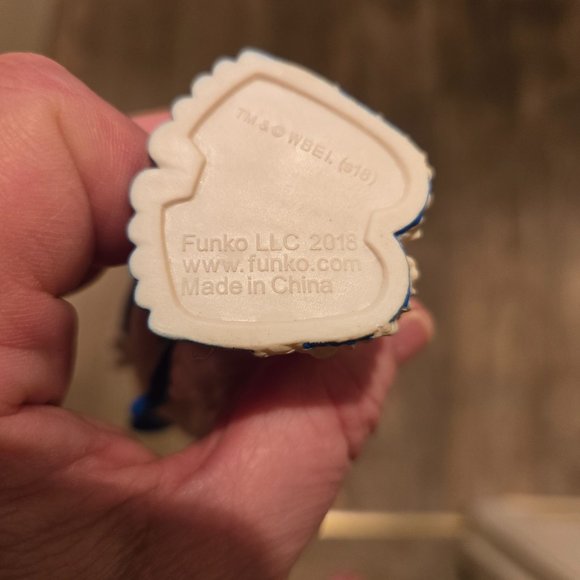 TM & © WBEI. (s18)
Funko LLC 2018
www.funko.com
Made in China